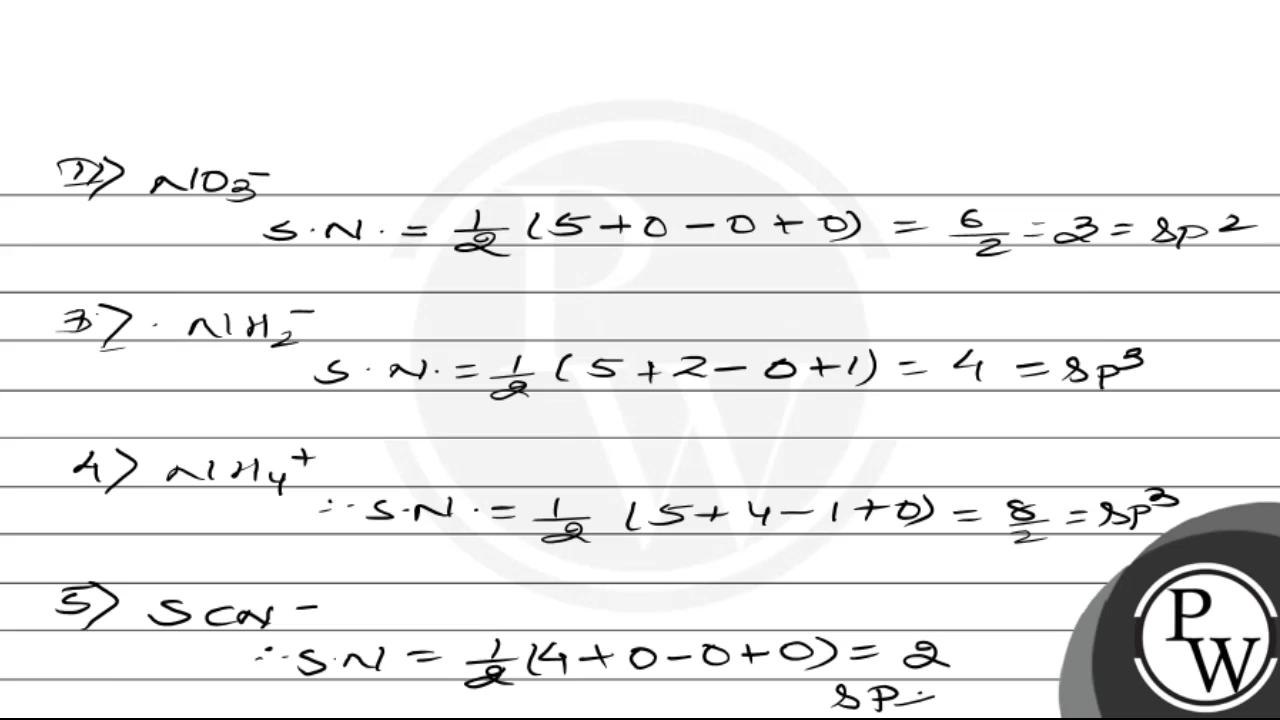 II> NO3-
S.N. = 1/2 (5+0-0+0) = 6/2 = 3 = sp2
3>. NH2-
S.N. = 1/2 (5+2-0+1) = 4 = sp3
4> NH4+
∴ S.N. = 1/2 (5+4-1+0) = 8/2 = sp3
5> SCN-
∴ S.N = 1/2 (4+0-0+0) = 2
sp.
PW
PW